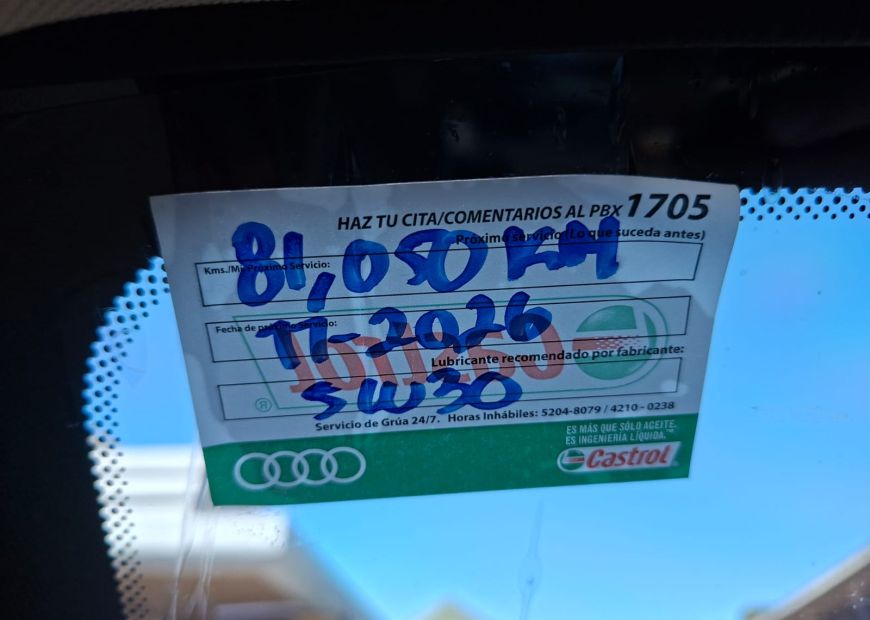 HAZ TU CITA/COMENTARIOS AL PBX 1705
Próximo servicio (Lo que suceda antes)
Kms./Mi Próximo Servicio:
81,050 KM
Fecha de próximo servicio:
11-2026
Lubricante recomendado por fabricante:
5W30
Servicio de Grúa 24/7. Horas Inhábiles: 5204-8079 / 4210 - 0238
ES MÁS QUE SÓLO ACEITE.
ES INGENIERÍA LÍQUIDA.™
Castrol